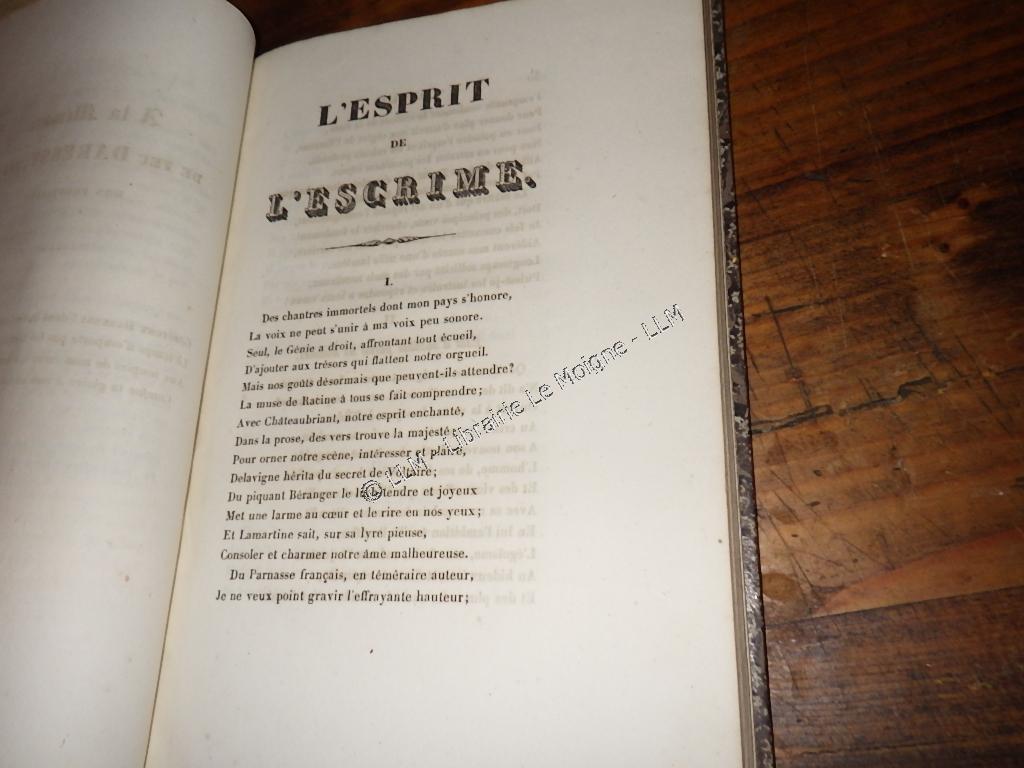 L'ESPRIT
DE
L'ESCRIME.
I.
Des chantres immortels dont mon pays s'honore,
La voix ne peut s'unir à ma voix peu sonore.
Seul, le Génie a droit, affrontant tout écueil,
D'ajouter aux trésors qui flattent notre orgueil.
Mais nos goûts désormais que peuvent-ils attendre?
La muse de Racine à tous se fait comprendre;
Avec Châteaubriant, notre esprit enchanté,
Dans la prose, des vers trouve la majesté;
Pour orner notre scène, intéresser et plaire,
Delavigne hérita du secret de Voltaire;
Du piquant Béranger le luth tendre et joyeux
Met une larme au cœur et le rire en nos yeux;
Et Lamartine sait, sur sa lyre pieuse,
Consoler et charmer notre âme malheureuse.
Du Parnasse français, en téméraire auteur,
Je ne veux point gravir l'effrayante hauteur;
© LLM - Librairie Le Moigne - LLM